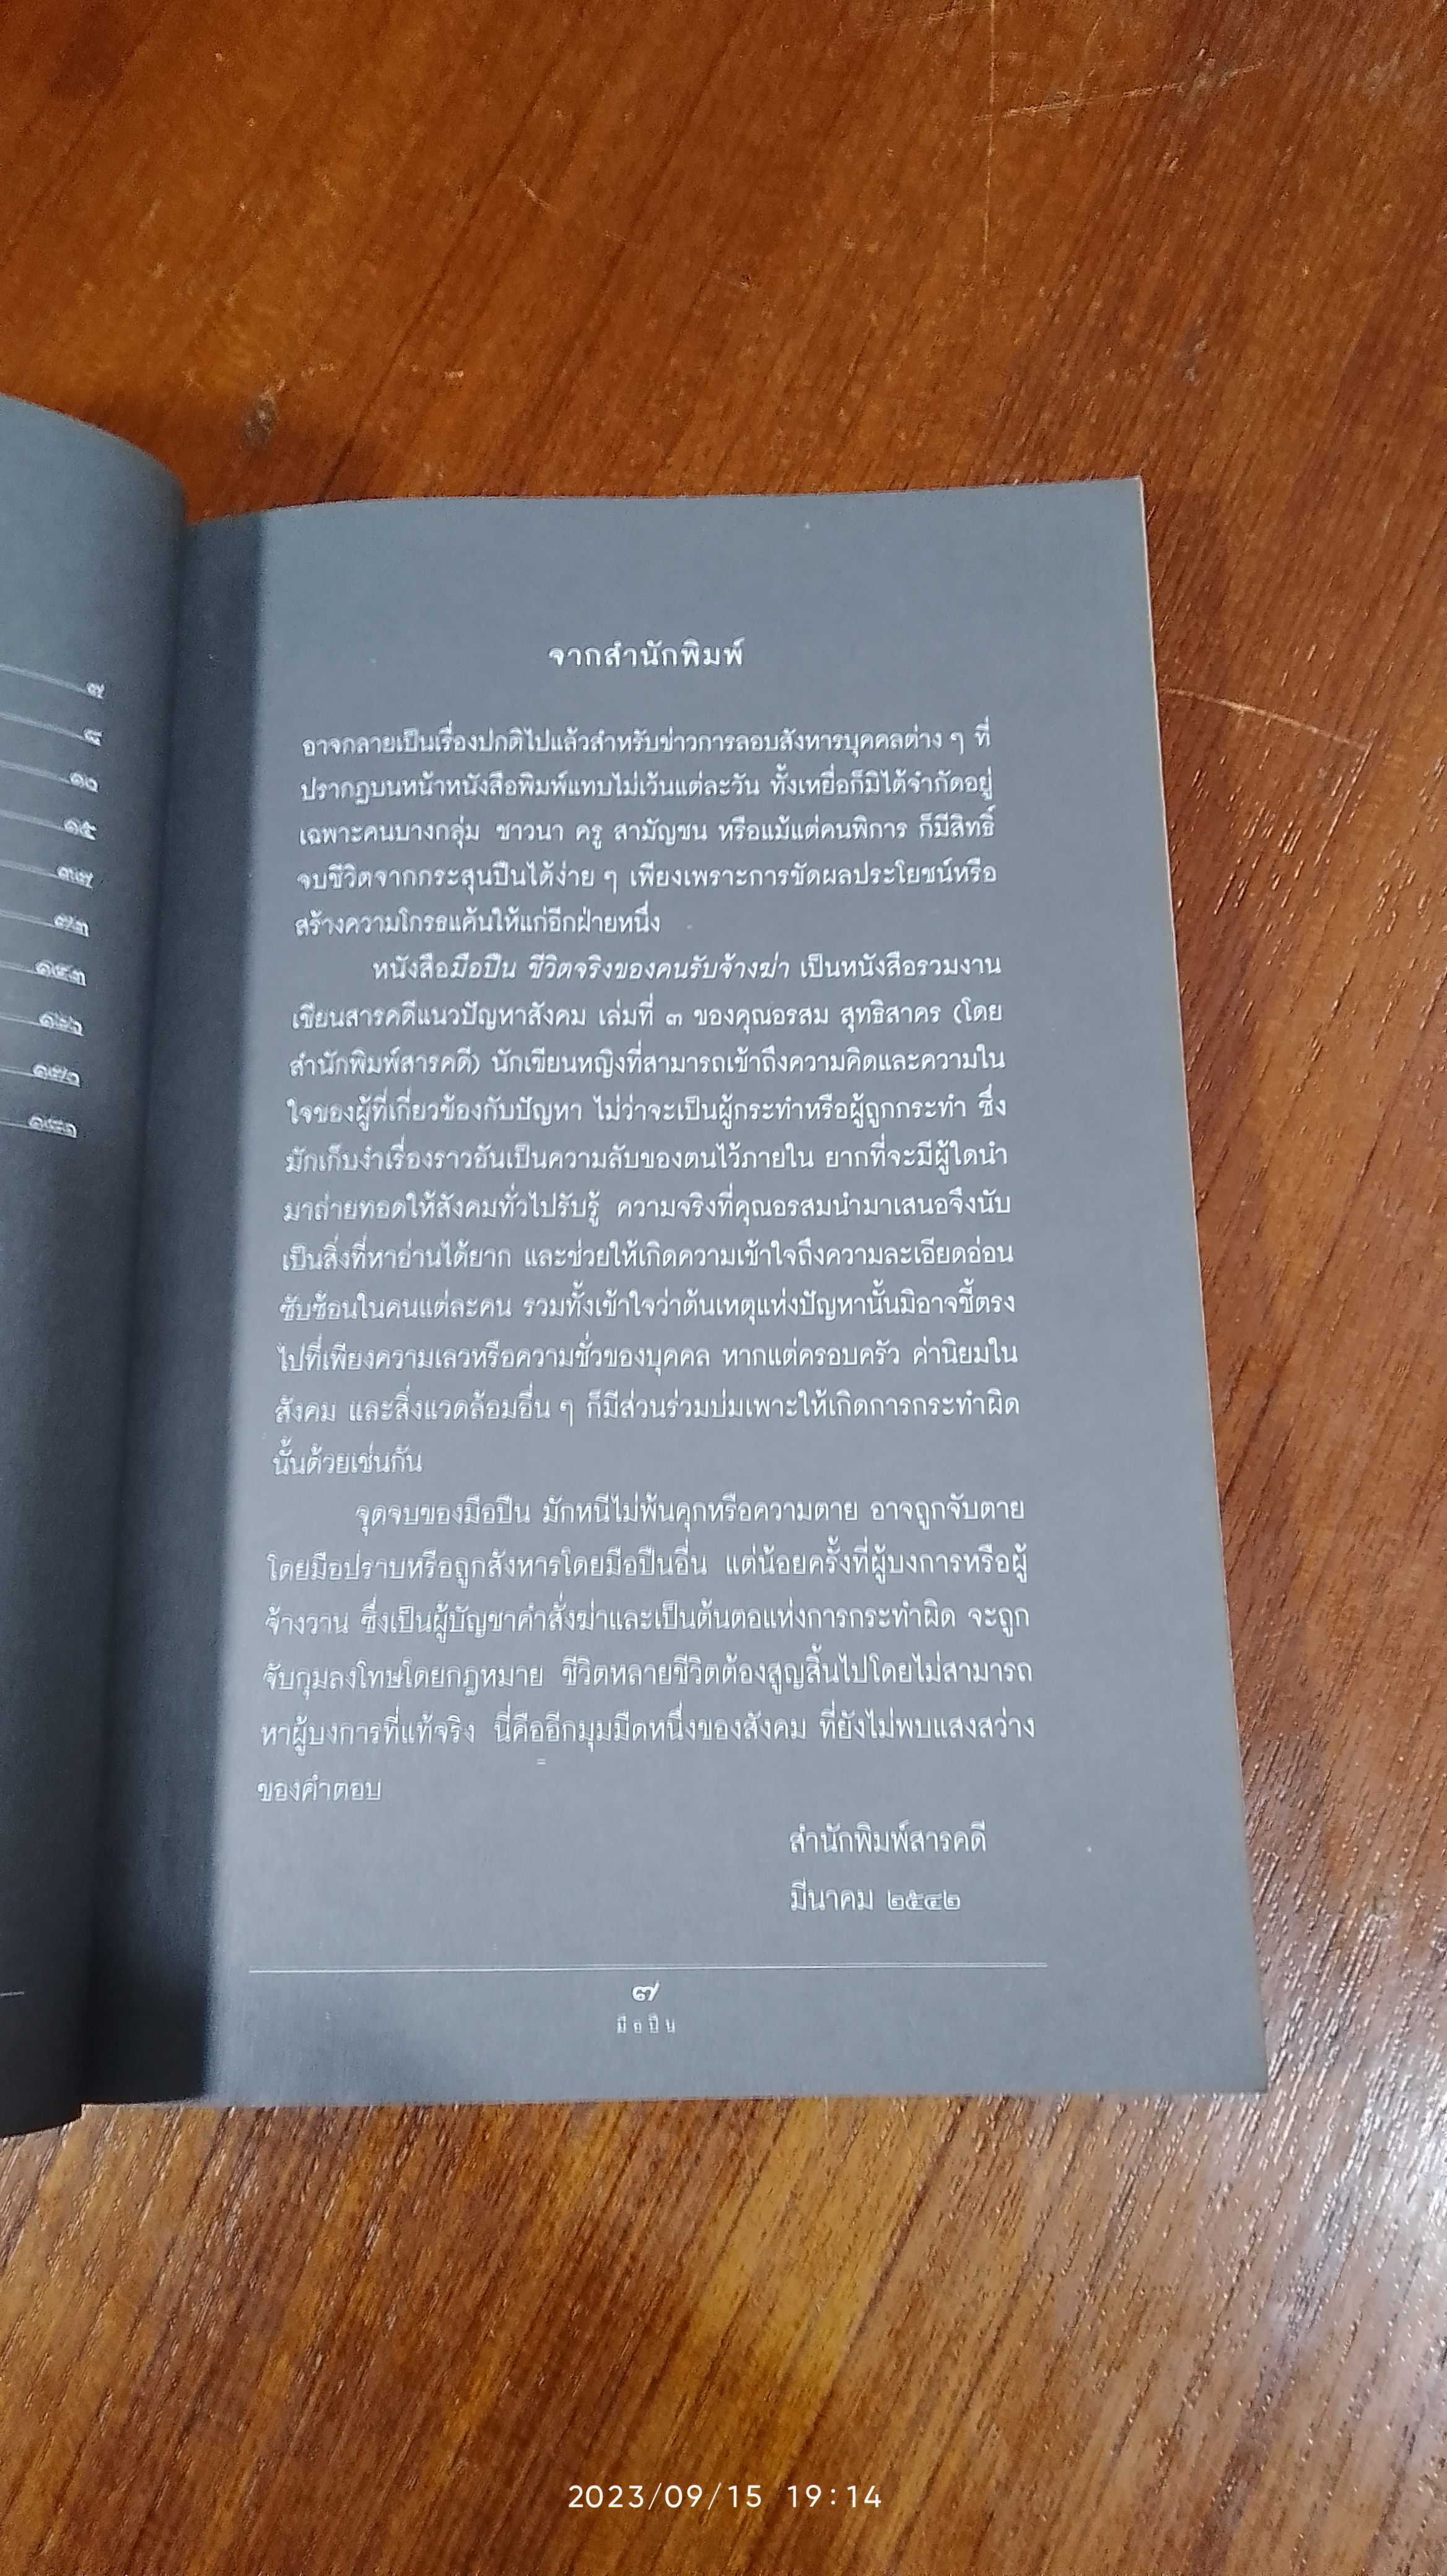 ๗
๘
๑๐
๑๕
๓๙
๗๓
จากสำนักพิมพ์
อาจกลายเป็นเรื่องปกติไปแล้วสำหรับข่าวการลอบสังหารบุคคลต่าง ๆ ที่
ปรากฏบนหน้าหนังสือพิมพ์แทบไม่เว้นแต่ละวัน ทั้งเหยื่อก็มิได้จำกัดอยู่
เฉพาะคนบางกลุ่ม ชาวนา ครู สามัญชน หรือแม้แต่คนพิการ ก็มีสิทธิ์
จบชีวิตจากกระสุนปืนได้ง่าย ๆ เพียงเพราะการขัดผลประโยชน์หรือ
สร้างความโกรธแค้นให้แก่อีกฝ่ายหนึ่ง
หนังสือมือปืน ชีวิตจริงของคนรับจ้างฆ่า เป็นหนังสือรวมงาน
เขียนสารคดีแนวปัญหาสังคม เล่มที่ ๓ ของคุณอรสม สุทธิสาคร (โดย
สำนักพิมพ์สารคดี) นักเขียนหญิงที่สามารถเข้าถึงความคิดและความใน
ใจของผู้ที่เกี่ยวข้องกับปัญหา ไม่ว่าจะเป็นผู้กระทำหรือผู้ถูกกระทำ ซึ่ง
มักเก็บงำเรื่องราวอันเป็นความลับของตนไว้ภายใน ยากที่จะมีผู้ใดนำ
มาถ่ายทอดให้สังคมทั่วไปรับรู้ ความจริงที่คุณอรสมนำมาเสนอจึงนับ
เป็นสิ่งที่หาอ่านได้ยาก และช่วยให้เกิดความเข้าใจถึงความละเอียดอ่อน
ซับซ้อนในคนแต่ละคน รวมทั้งเข้าใจว่าต้นเหตุแห่งปัญหานั้นมิอาจชี้ตรง
ไปที่เพียงความเลวหรือความชั่วของบุคคล หากแต่ครอบครัว ค่านิยมใน
สังคม และสิ่งแวดล้อมอื่น ๆ ก็มีส่วนร่วมบ่มเพาะให้เกิดการกระทำผิด
นั้นด้วยเช่นกัน
จุดจบของมือปืน มักหนีไม่พ้นคุกหรือความตาย อาจถูกจับตาย
โดยมือปราบหรือถูกสังหารโดยมือปืนอื่น แต่น้อยครั้งที่ผู้บงการหรือผู้
จ้างวาน ซึ่งเป็นผู้บัญชาคำสั่งฆ่าและเป็นต้นตอแห่งการกระทำผิด จะถูก
จับกุมลงโทษโดยกฎหมาย ชีวิตหลายชีวิตต้องสูญสิ้นไปโดยไม่สามารถ
หาผู้บงการที่แท้จริง นี่คืออีกมุมมืดหนึ่งของสังคม ที่ยังไม่พบแสงสว่าง
ของคำตอบ
สำนักพิมพ์สารคดี
มีนาคม ๒๕๔๒
๗
มือปืน
2023/09/15 19:14